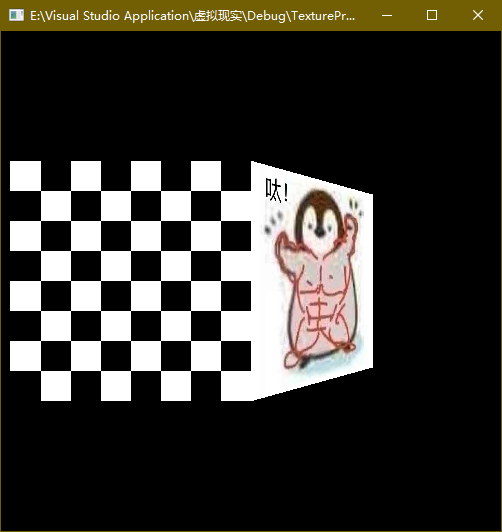 E:\Visual Studio Application\虚拟现实\Debug\TexturePr...
呔!